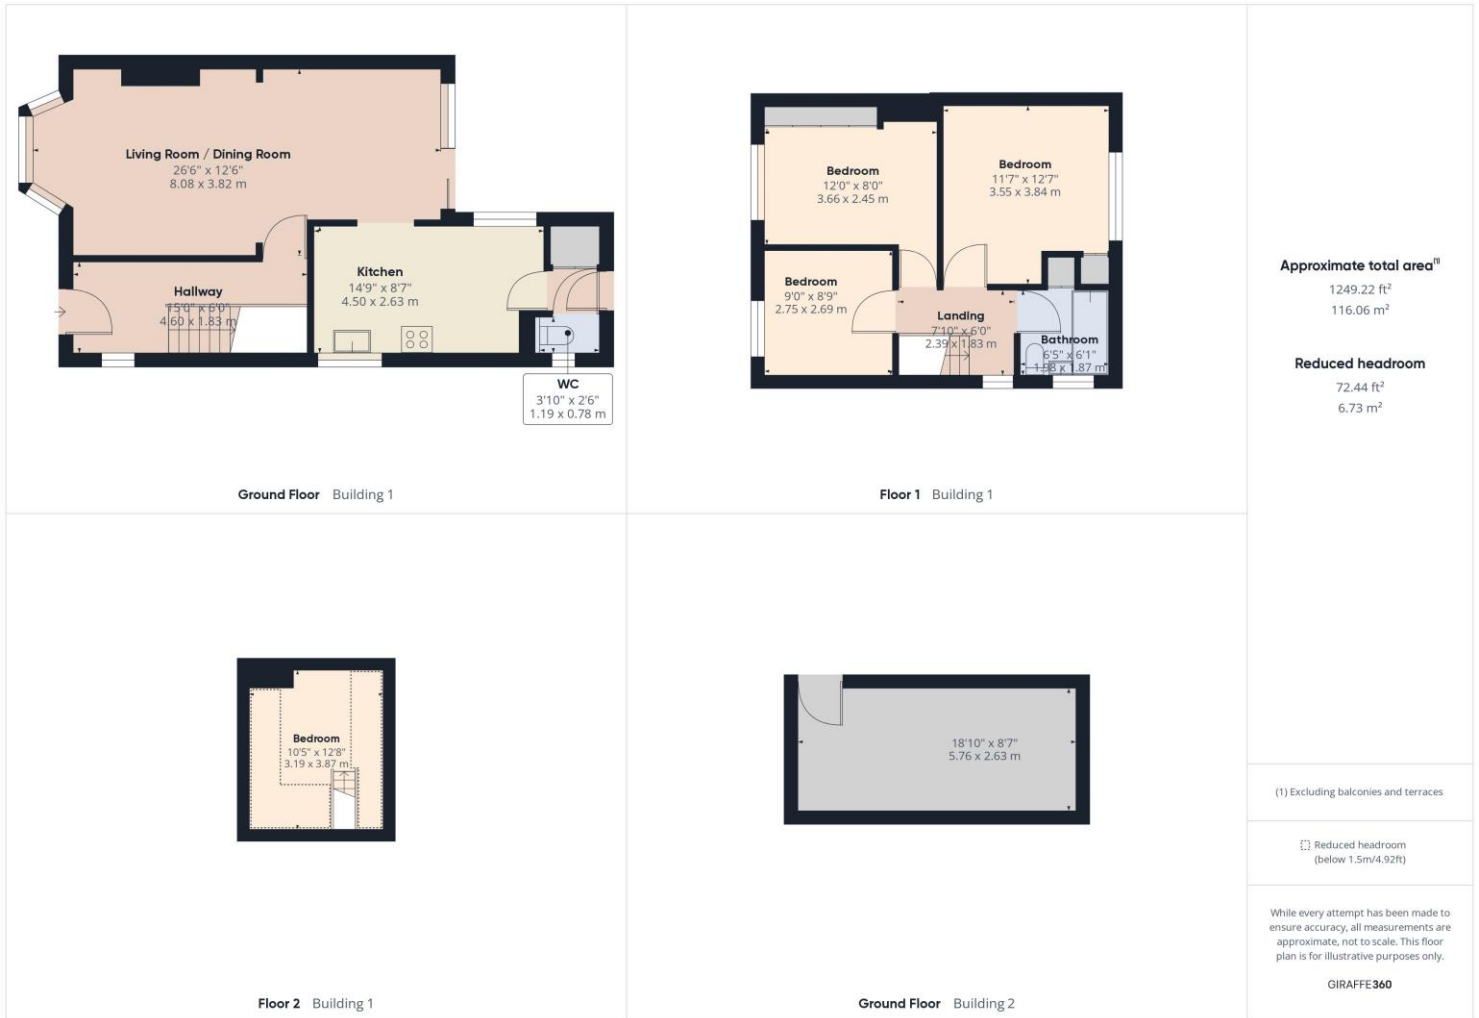 Living Room / Dining Room
26'6" x 12'6"
8.08 x 3.82 m
Hallway
15'0" x 6'0"
4.60 x 1.83 m
Kitchen
14'9" x 8'7"
4.50 x 2.63 m
WC
3'10" x 2'6"
1.19 x 0.78 m
Ground Floor Building 1
Bedroom
12'0" x 8'0"
3.66 x 2.45 m
Bedroom
11'7" x 12'7"
3.55 x 3.84 m
Bedroom
9'0" x 8'9"
2.75 x 2.69 m
Landing
7'10" x 6'0"
2.39 x 1.83 m
Bathroom
6'5" x 6'1"
1.98 x 1.87 m
Floor 1 Building 1
Bedroom
10'5" x 12'8"
3.19 x 3.87 m
Floor 2 Building 1
18'10" x 8'7"
5.76 x 2.63 m
Ground Floor Building 2
Approximate total area⁽¹⁾
1249.22 ft²
116.06 m²
Reduced headroom
72.44 ft²
6.73 m²
(1) Excluding balconies and terraces
Reduced headroom
(below 1.5m/4.92ft)
While every attempt has been made to
ensure accuracy, all measurements are
approximate, not to scale. This floor
plan is for illustrative purposes only.
GIRAFFE360